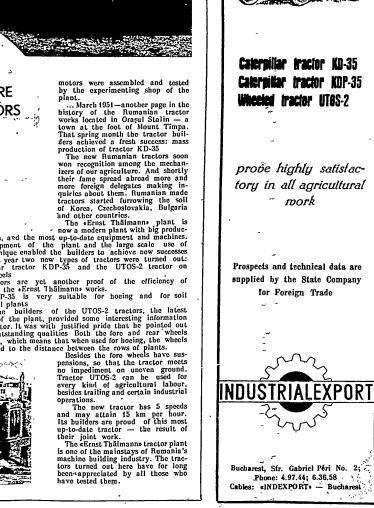 RE
ORS
motors were assembled and tested
by the experimenting shop of the
plant.
... March 1951—another page in the
history of the Rumanian tractor
works located in Orașul Stalin — a
town at the foot of Mount Timpa.
That spring month the tractor buil-
ders achieved a fresh success: mass
production of tractor KD-35
The new Rumanian tractors soon
won recognition among the mechan-
izers of our agriculture. And shortly
their fame spread abroad more and
more foreign delegates making in-
quiries about them. Rumanian made
tractors started furrowing the soil
of Korea, Czechoslovakia, Bulgaria
and other countries.
The «Ernst Thälmann» plant is
now a modern plant with big produc-
s, and the most up-to-date equipment and machines.
pment of the plant and the large scale use of
nique enabled the builders to achieve new successes
year two new types of tractors were turned out:
ar tractor KDP-35 and the UTOS-2 tractor on
eels
ors are yet another proof of the efficiency of
the «Ernst Thälmann» works.
P-35 is very suitable for hoeing and for soil
l plants
he builders of the UTOS-2 tractors, the latest
of the plant, provided some interesting information
tor. It was with justified pride that he pointed out
tstanding qualities Both the fore and rear wheels
, which means that when used for hoeing, the wheels
d to the distance between the rows of plants.
Besides the fore wheels have sus-
pensions, so that the tractor meets
no impediment on uneven ground.
Tractor UTOS-2 can be used for
every kind of agricultural labour,
besides trailing and certain industrial
operations.
The new tractor has 5 speeds
and may attain 15 km per hour.
Its builders are proud of this most
up-to-date tractor — the result of
their joint work.
The «Ernst Thälmann» tractor plant
is one of the mainstays of Rumania's
machine building industry. The trac-
tors turned out here have for long
been appreciated by all those who
have tested them.
Caterpillar tractor KD-35
Caterpillar tractor KDP-35
Wheeled tractor UTOS-2
prove highly satisfac-
tory in all agricultural
work
Prospects and technical data are
supplied by the State Company
for Foreign Trade
INDUSTRIALEXPORT
Bucharest, Str. Gabriel Péri No. 2;
Phone: 4.97.44; 6.36.58
Cables: «INDEXPORT» — Bucharest